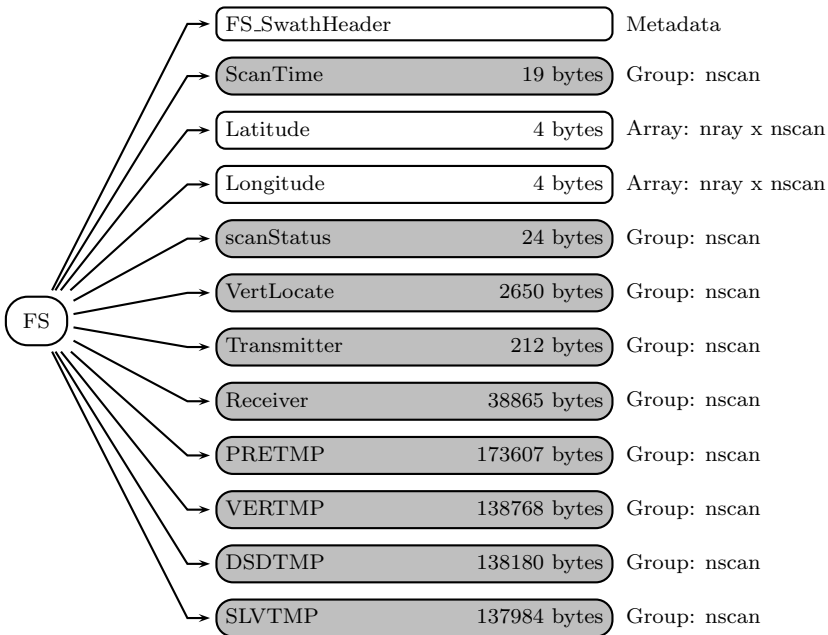 FS_SwathHeader Metadata
ScanTime 19 bytes Group: nscan
Latitude 4 bytes Array: nray x nscan
Longitude 4 bytes Array: nray x nscan
scanStatus 24 bytes Group: nscan
VertLocate 2650 bytes Group: nscan
FS
Transmitter 212 bytes Group: nscan
Receiver 38865 bytes Group: nscan
PRETMP 173607 bytes Group: nscan
VERTMP 138768 bytes Group: nscan
DSDTMP 138180 bytes Group: nscan
SLVTMP 137984 bytes Group: nscan